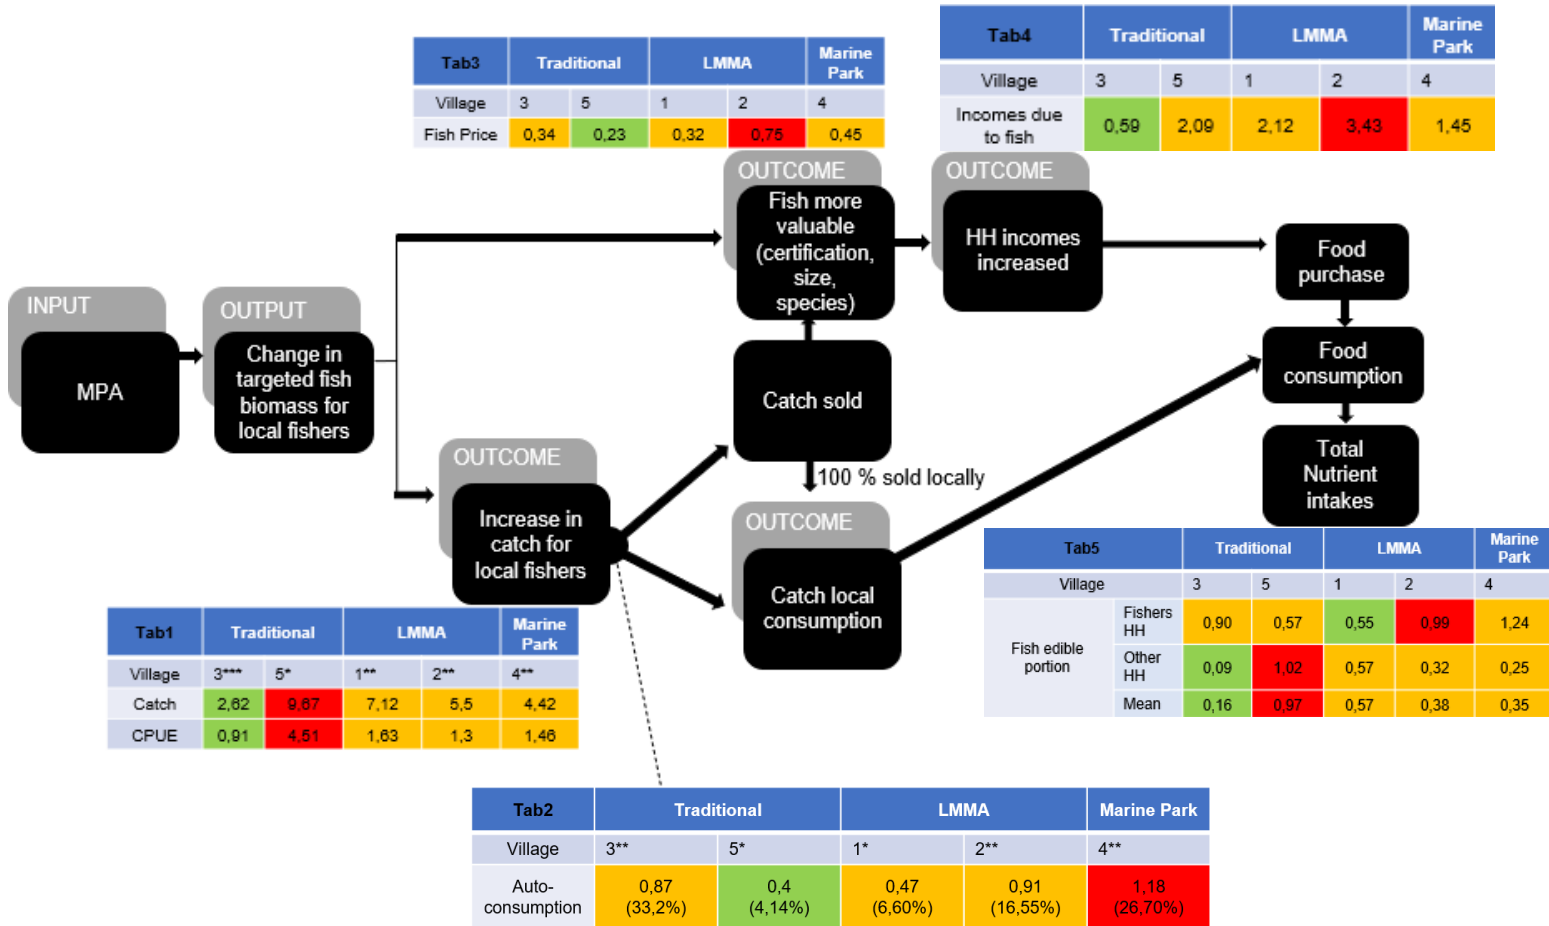 Tab3 Traditional LMMA Marine Park
Village 3 5 1 2 4
Fish Price 0,34 0,23 0,32 0,75 0,45
Tab4 Traditional LMMA Marine Park
Village 3 5 1 2 4
Incomes due to fish 0,59 2,09 2,12 3,43 1,45
INPUT
MPA
OUTPUT
Change in
targeted fish
biomass for
local fishers
OUTCOME
Fish more
valuable
(certification,
size,
species)
OUTCOME
HH incomes
increased
Food
purchase
Food
consumption
Total
Nutrient
intakes
Catch sold
100 % sold locally
OUTCOME
Increase in
catch for
local fishers
OUTCOME
Catch local
consumption
Tab1 Traditional LMMA Marine Park
Village 3*** 5* 1** 2** 4**
Catch 2,62 9,67 7,12 5,5 4,42
CPUE 0,91 4,51 1,63 1,3 1,46
Tab5 Traditional LMMA Marine Park
Village 3 5 1 2 4
Fish edible portion
Fishers HH 0,90 0,57 0,55 0,99 1,24
Other HH 0,09 1,02 0,57 0,32 0,25
Mean 0,16 0,97 0,57 0,38 0,35
Tab2 Traditional LMMA Marine Park
Village 3** 5* 1* 2** 4**
Auto- 0,87 0,4 0,47 0,91 1,18
consumption (33,2%) (4,14%) (6,60%) (16,55%) (26,70%)